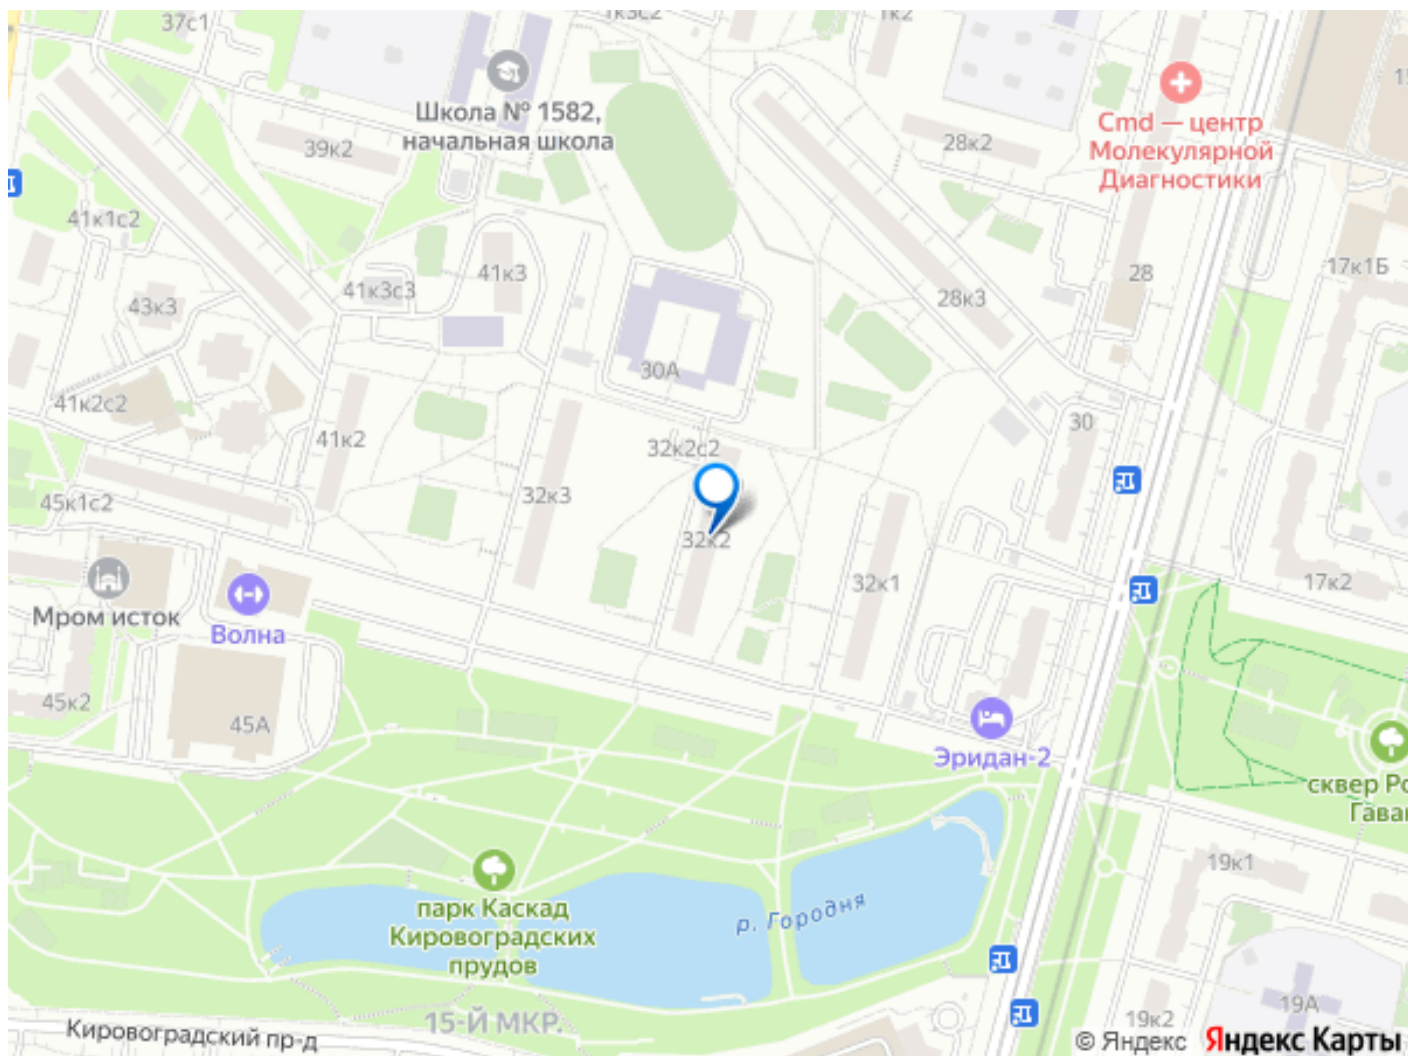 37с1
1к3с2
1к2
Школа № 1582,
начальная школа
Cmd — центр
Молекулярной
Диагностики
39к2
28к2
41к1с2
41к3
41к3с3
43к3
28
17к1Б
28к3
30А
41к2с2
41к2
30
32к2с2
45к1с2
32к3
32к2
32к1
17к2
Мром исток
Волна
45к2
45А
Эридан-2
сквер Ро
Гаван
19к1
парк Каскад
Кировоградских
прудов
р. Городня
15-Й МКР.
19А
19к2
Кировоградский пр-д
© Яндекс
Яндекс Карты